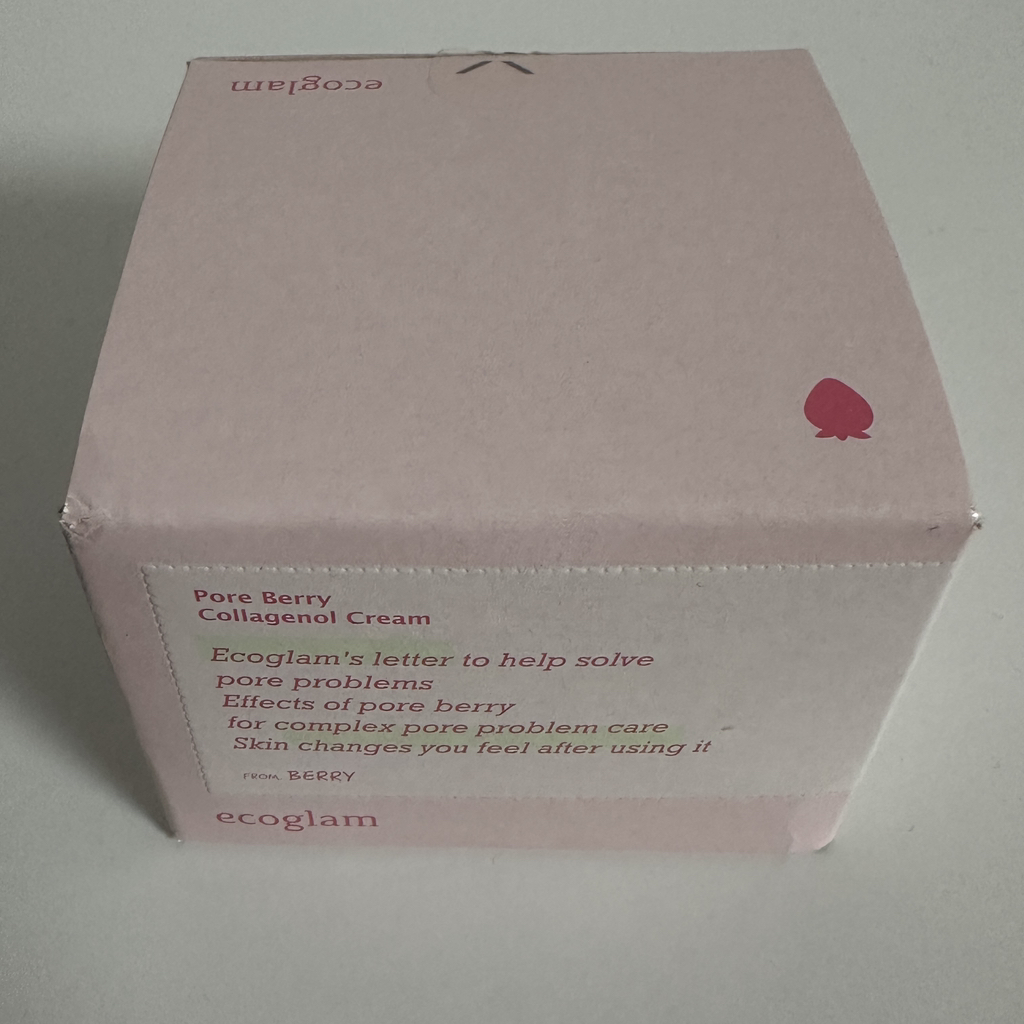 ecoglam
Pore Berry
Collagenol Cream
Ecoglam's letter to help solve
pore problems
Effects of pore berry
for complex pore problem care
Skin changes you feel after using it
FROM. BERRY
ecoglam